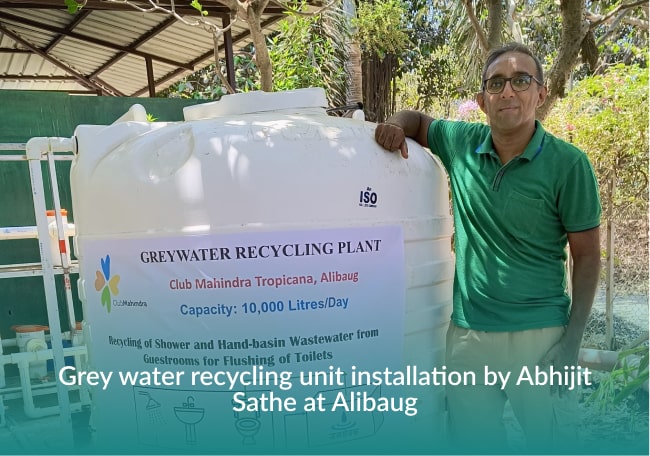 ISO
GREYWATER RECYCLING PLANT
ClubMahindra
Club Mahindra Tropicana, Alibaug
Capacity: 10,000 Litres/Day
Recycling of Shower and Hand-basin Wastewater from
Guestrooms for Flushing of Toilets
Grey water recycling unit installation by Abhijit
Sathe at Alibaug